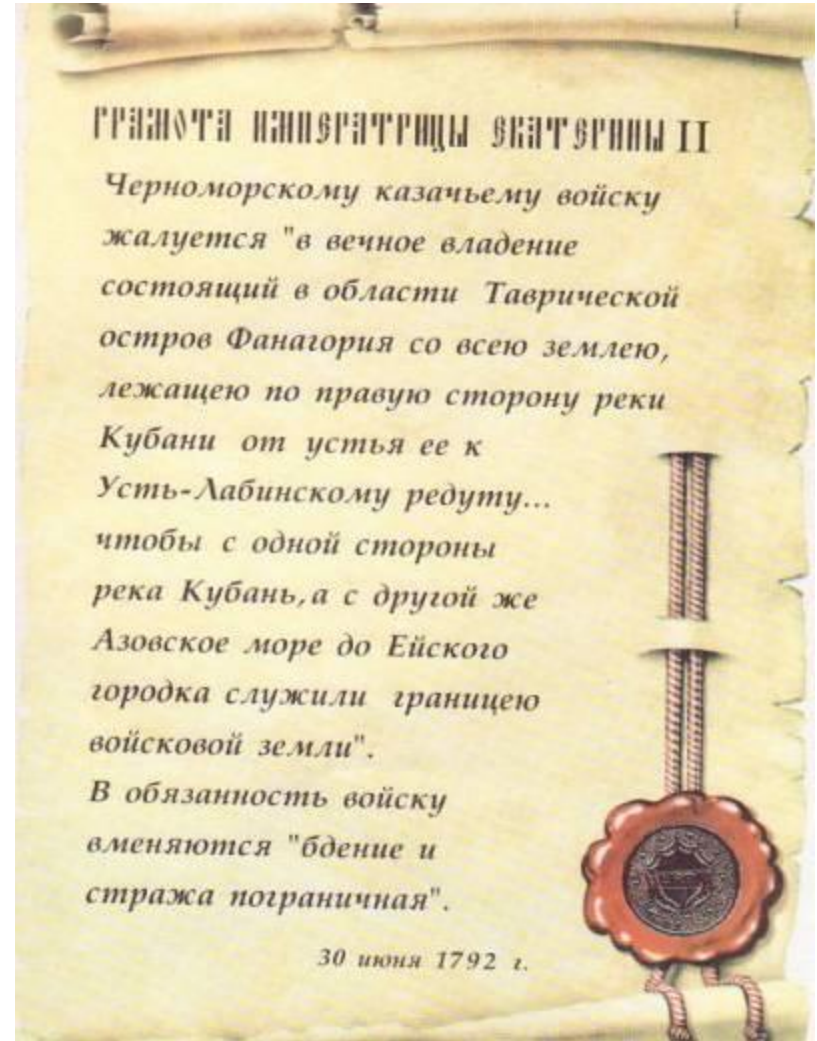 ГРАМОТА ИМПЕРАТРИЦЫ ЕКАТЕРИНЫ II
Черноморскому казачьему войску
жалуется "в вечное владение
состоящий в области Таврической
остров Фанагория со всею землею,
лежащею по правую сторону реки
Кубани от устья ее к
Усть-Лабинскому редуту...
чтобы с одной стороны
река Кубань,а с другой же
Азовское море до Ейского
городка служили границею
войсковой земли".
В обязанность войску
вменяются "бдение и
стража пограничная".
30 июня 1792 г.